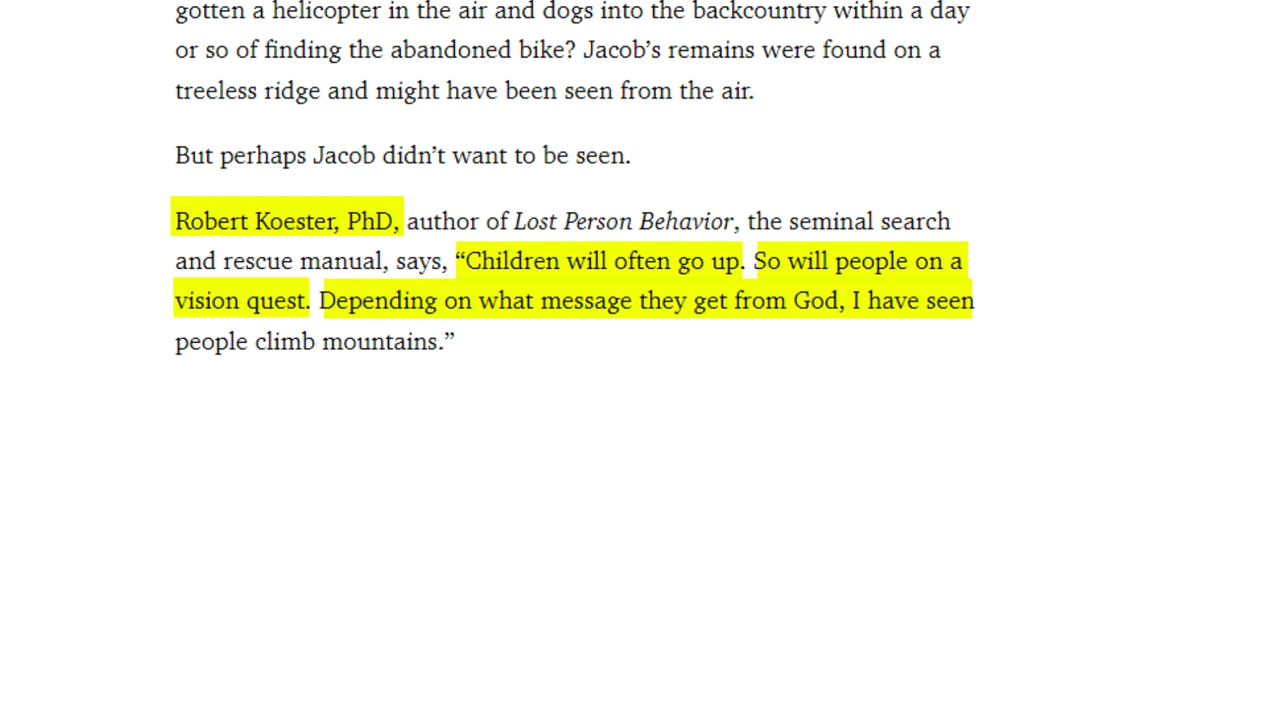 gotten a helicopter in the air and dogs into the backcountry within a day
or so of finding the abandoned bike? Jacob’s remains were found on a
treeless ridge and might have been seen from the air.
But perhaps Jacob didn’t want to be seen.
Robert Koester, PhD, author of Lost Person Behavior, the seminal search
and rescue manual, says, “Children will often go up. So will people on a
vision quest. Depending on what message they get from God, I have seen
people climb mountains.”